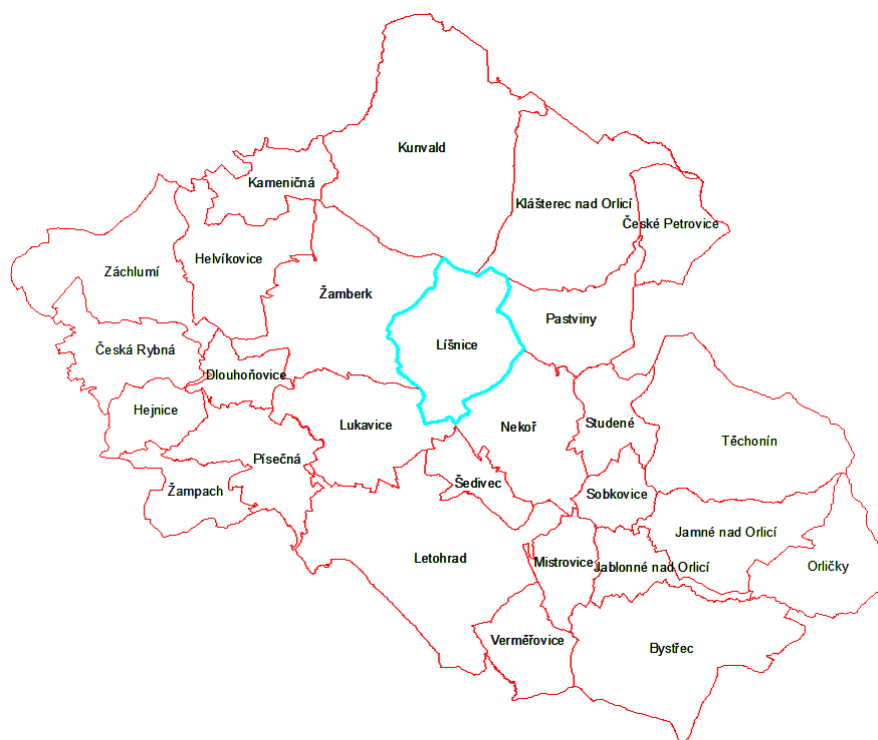 Kunvald
Kameničná
Klášterec nad Orlicí
České Petrovice
Helvíkovice
Záchlumí
Žamberk
Pastviny
Líšnice
Česká Rybná
Dlouhoňovice
Hejnice
Lukavice
Nekoř
Studené
Těchonín
Písečná
Šedivec
Žampach
Sobkovice
Jamné nad Orlicí
Letohrad
Mistrovice
Jablonné nad Orlicí
Orličky
Verměřovice
Bystřec